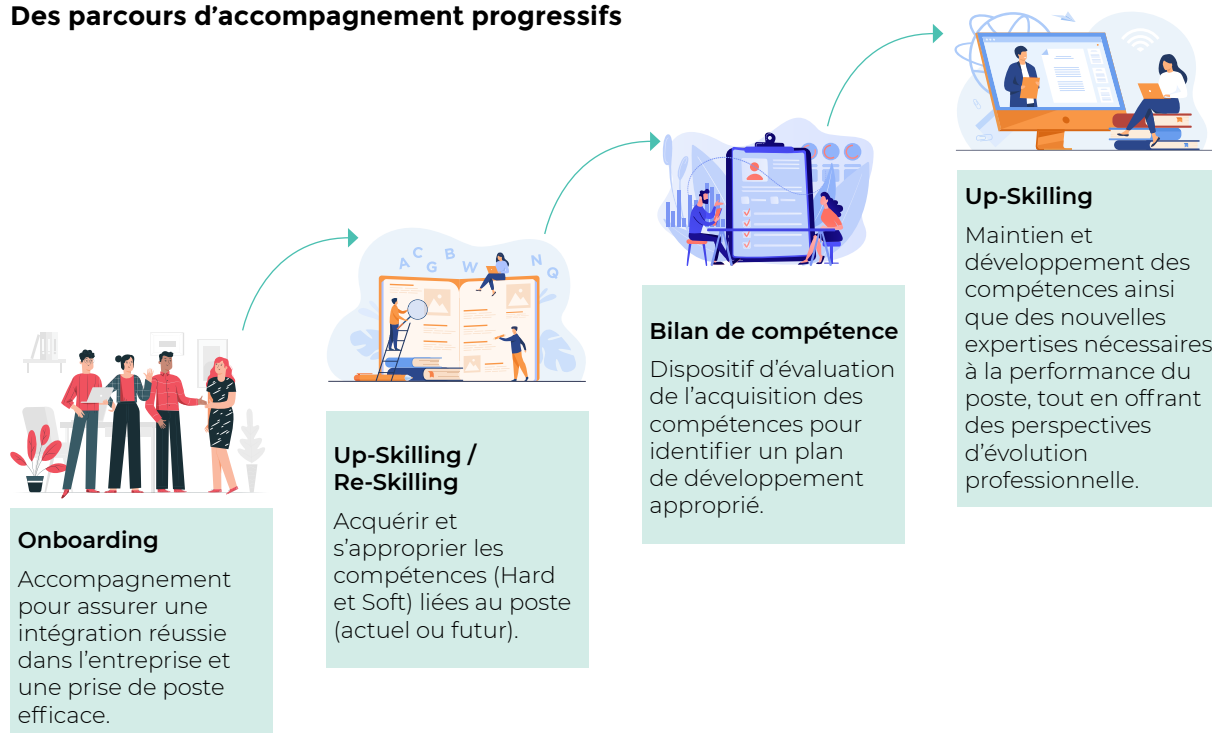 Des parcours d’accompagnement progressifs
Onboarding
Accompagnement
pour assurer une
intégration réussie
dans l’entreprise et
une prise de poste
efficace.
A C G B W N Q
Up-Skilling /
Re-Skilling
Acquérir et
s’approprier les
compétences (Hard
et Soft) liées au poste
(actuel ou futur).
Bilan de compétence
Dispositif d’évaluation
de l’acquisition des
compétences pour
identifier un plan
de développement
approprié.
Up-Skilling
Maintien et
développement des
compétences ainsi
que des nouvelles
expertises nécessaires
à la performance du
poste, tout en offrant
des perspectives
d’évolution
professionnelle.